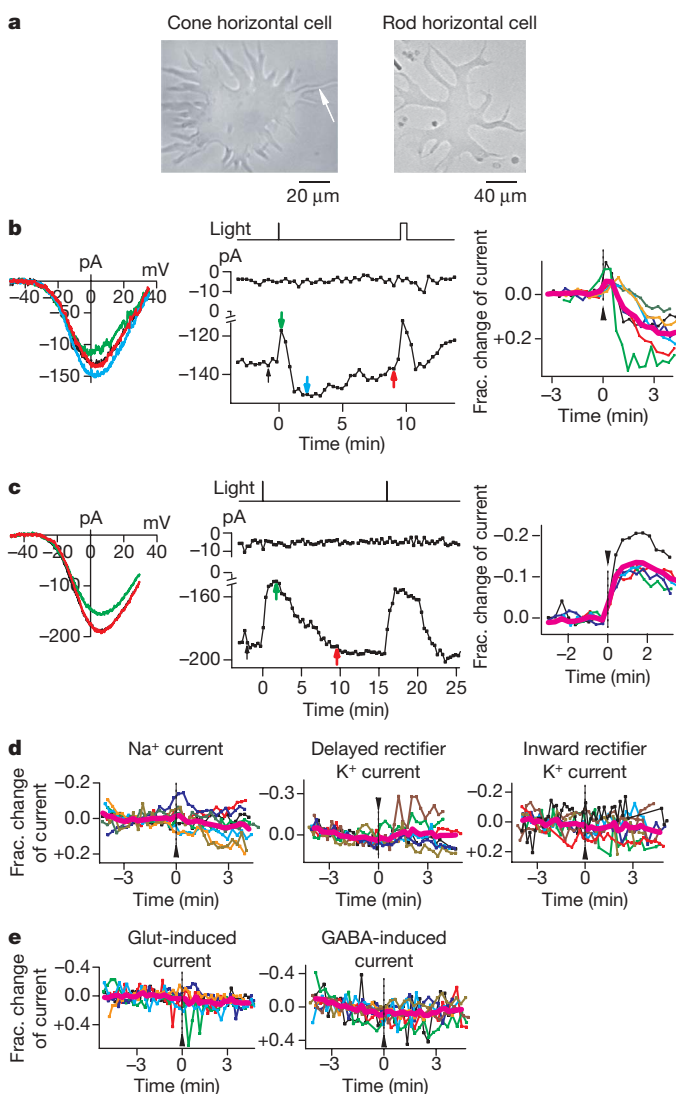 a
Cone horizontal cell
Rod horizontal cell
20 μm
40 μm
b
Light
pA
mV
−40 −20 0 20 40
−50
−100
−150
pA
0
−10
0
−120
−140
0 5 10
Time (min)
Frac. change of current
0.0
+0.2
−3 0 3
Time (min)
c
Light
pA
mV
−40 −20 0 20 40
−100
−200
pA
0
−10
0
−160
−200
0 5 10 15 20 25
Time (min)
Frac. change of current
−0.2
−0.1
0.0
−2 0 2
Time (min)
d
Na+ current
Delayed rectifier
K+ current
Inward rectifier
K+ current
Frac. change
of current
−0.2
0.0
+0.2
−3 0 3
Time (min)
−0.3
0.0
−3 0 3
Time (min)
−0.2
0.0
+0.2
−3 0 3
Time (min)
e
Glut-induced
current
GABA-induced
current
Frac. change
of current
−0.4
0.0
+0.4
−3 0 3
Time (min)
−0.4
0.0
+0.4
−3 0 3
Time (min)